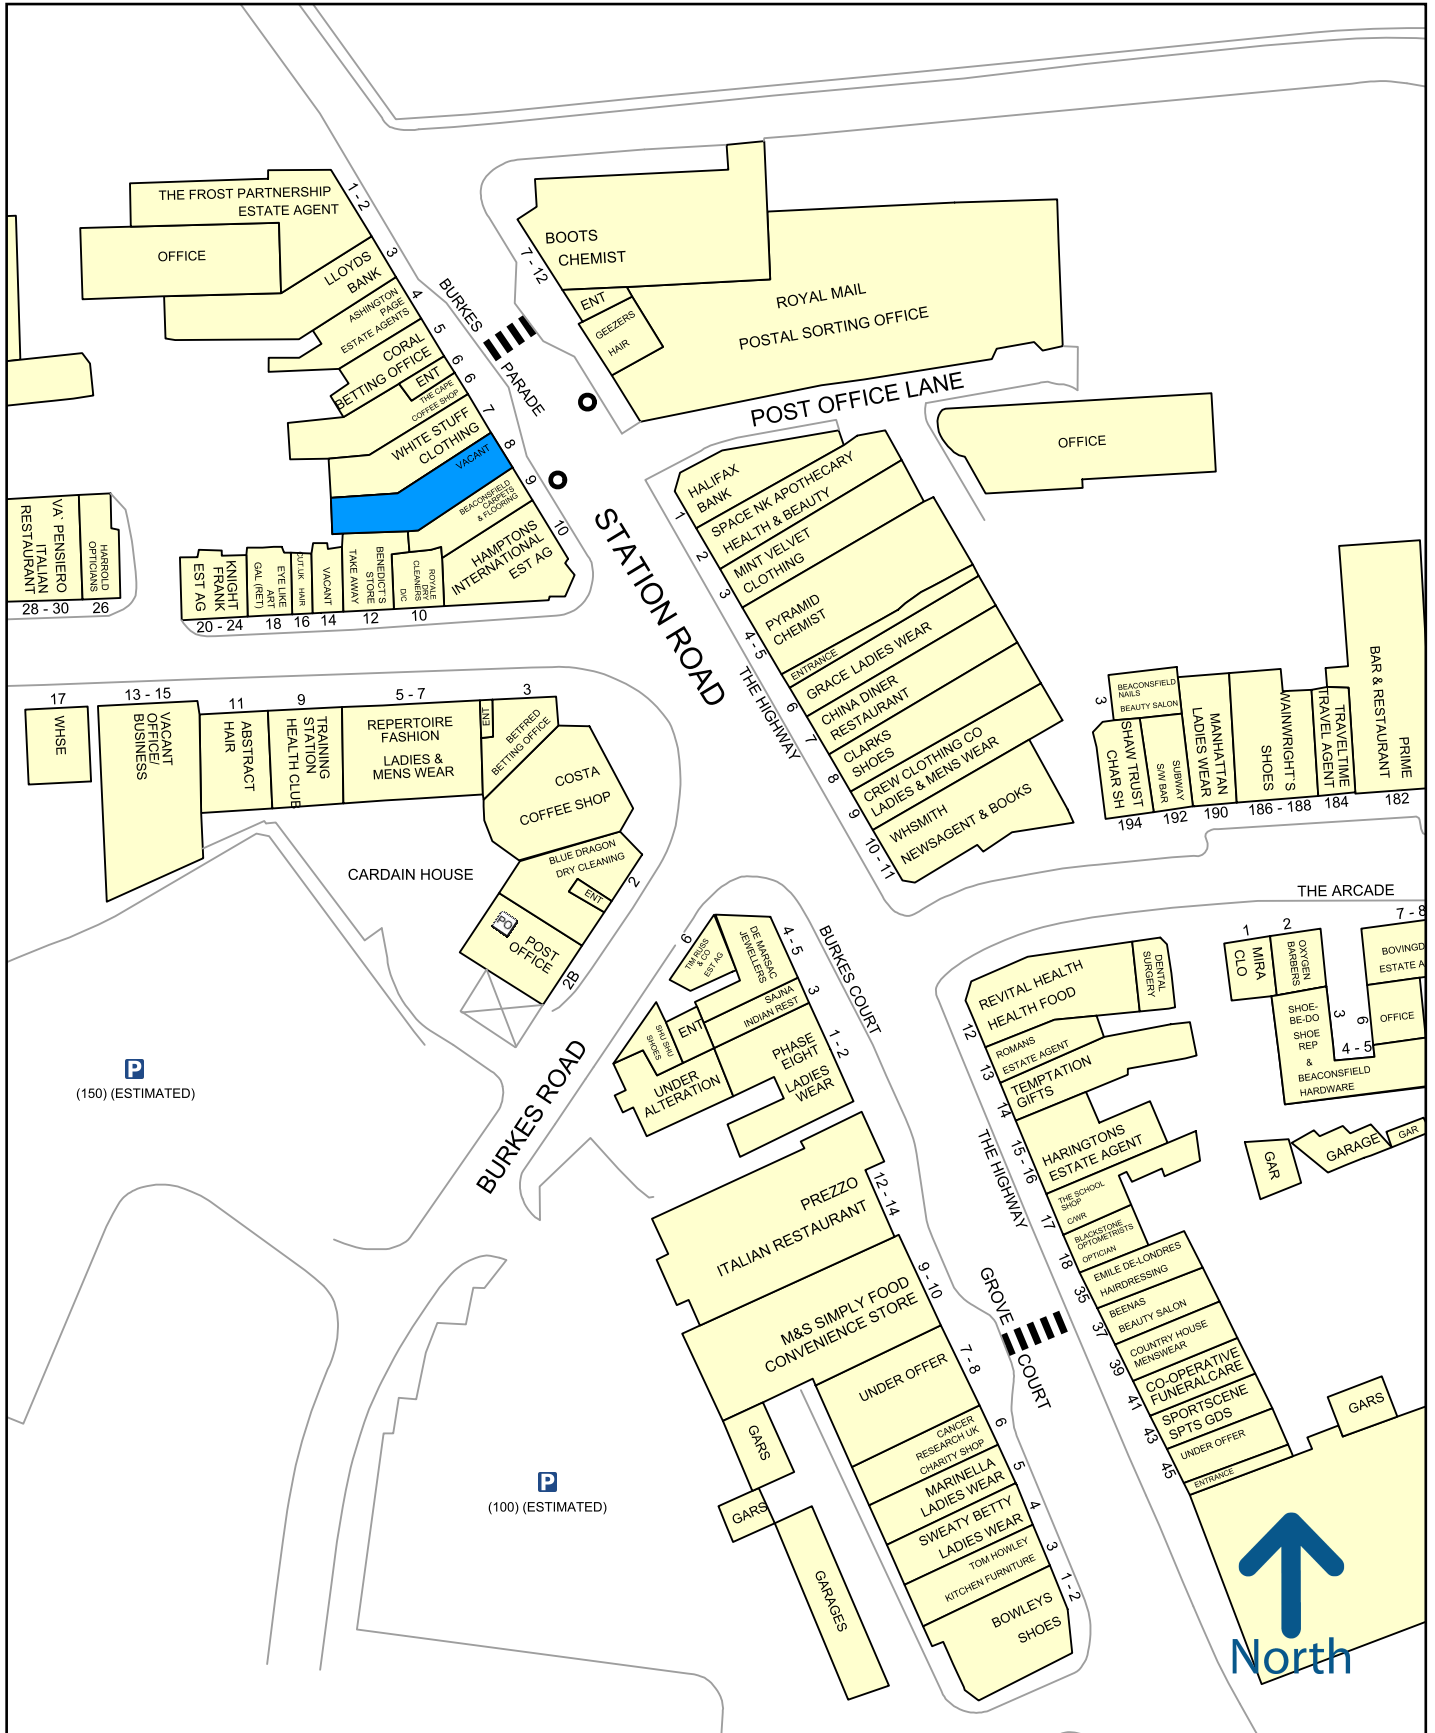 THE FROST PARTNERSHIP
ESTATE AGENT
1 - 2
OFFICE
LLOYDS
BANK
3
ASHINGTON
PAGE
ESTATE AGENTS
4
CORAL
BETTING OFFICE
5
ENT
6
THE CAPE
COFFEE SHOP
6
WHITE STUFF
CLOTHING
7
VACANT
8
BEACONSFIELD
CARPETS
& FLOORING
9
HAMPTONS
INTERNATIONAL
EST AG
10
BURKES
PARADE
BOOTS
CHEMIST
7 - 12
ENT
GEEZERS
HAIR
ROYAL MAIL
POSTAL SORTING OFFICE
POST OFFICE LANE
OFFICE
STATION ROAD
VA' PENSIERO
ITALIAN
RESTAURANT
28 - 30
HARROLD
OPTICIANS
26
KNIGHT
FRANK
EST AG
20 - 24
EYE LIKE
ART
GAL (RET)
18
CUT.UK HAIR
16
VACANT
14
BENEDICT'S
STORE
TAKE AWAY
12
ROYALE
DRY
CLEANERS
D/C
10
HALIFAX
BANK
1
SPACE NK APOTHECARY
HEALTH & BEAUTY
2
MINT VELVET
CLOTHING
3
PYRAMID
CHEMIST
4 - 5
ENTRANCE
GRACE LADIES WEAR
6
CHINA DINER
RESTAURANT
7
CLARKS
SHOES
8
CREW CLOTHING CO
LADIES & MENS WEAR
9
WHSMITH
NEWSAGENT & BOOKS
10 - 11
THE HIGHWAY
17
WHSE
13 - 15
VACANT
OFFICE/
BUSINESS
11
ABSTRACT
HAIR
9
TRAINING
STATION
HEALTH CLUB
5 - 7
REPERTOIRE
FASHION
LADIES &
MENS WEAR
3
ENT
BETFRED
BETTING OFFICE
COSTA
COFFEE SHOP
CARDAIN HOUSE
BLUE DRAGON
DRY CLEANING
2
ENT
PO
POST
OFFICE
2B
3
BEACONSFIELD
NAILS
BEAUTY SALON
SHAW TRUST
CHAR SH
194
SUBWAY
S/W BAR
192
MANHATTAN
LADIES WEAR
190
WAINWRIGHT'S
SHOES
186 - 188
TRAVELTIME
TRAVEL AGENT
184
PRIME
BAR & RESTAURANT
182
THE ARCADE
1
MIRA
CLO
2
OXYGEN
BARBERS
7 - 8
BOVINGD
ESTATE A
OFFICE
SHOE-
BE-DO
SHOE
REP
&
BEACONSFIELD
HARDWARE
3
6
4 - 5
GAR
GARAGE
GAR
6
TIM RUSS
& CO
EST AG
DE MARSAC
JEWELLERS
4 - 5
SAJNA
INDIAN REST
3
PHASE
EIGHT
LADIES
WEAR
1 - 2
SHU SHU
SHOES
ENT
UNDER
ALTERATION
BURKES COURT
BURKES ROAD
REVITAL HEALTH
HEALTH FOOD
12
DENTAL
SURGERY
ROMANS
ESTATE AGENT
13
TEMPTATION
GIFTS
14
HARINGTONS
ESTATE AGENT
15 - 16
THE SCHOOL
SHOP
C/WR
17
BLACKSTONE
OPTOMETRISTS
OPTICIAN
18
EMILE DE-LONDRES
HAIRDRESSING
35
BEENAS
BEAUTY SALON
37
COUNTRY HOUSE
MENSWEAR
39
CO-OPERATIVE
FUNERALCARE
41
SPORTSCENE
SPTS GDS
43
UNDER OFFER
45
ENTRANCE
GARS
THE HIGHWAY
P
(150) (ESTIMATED)
P
(100) (ESTIMATED)
PREZZO
ITALIAN RESTAURANT
12 - 14
M&S SIMPLY FOOD
CONVENIENCE STORE
9 - 10
UNDER OFFER
7 - 8
CANCER
RESEARCH UK
CHARITY SHOP
6
MARINELLA
LADIES WEAR
5
SWEATY BETTY
LADIES WEAR
4
TOM HOWLEY
KITCHEN FURNITURE
3
BOWLEYS
SHOES
1 - 2
GROVE
COURT
GARS
GARS
GARAGES
North